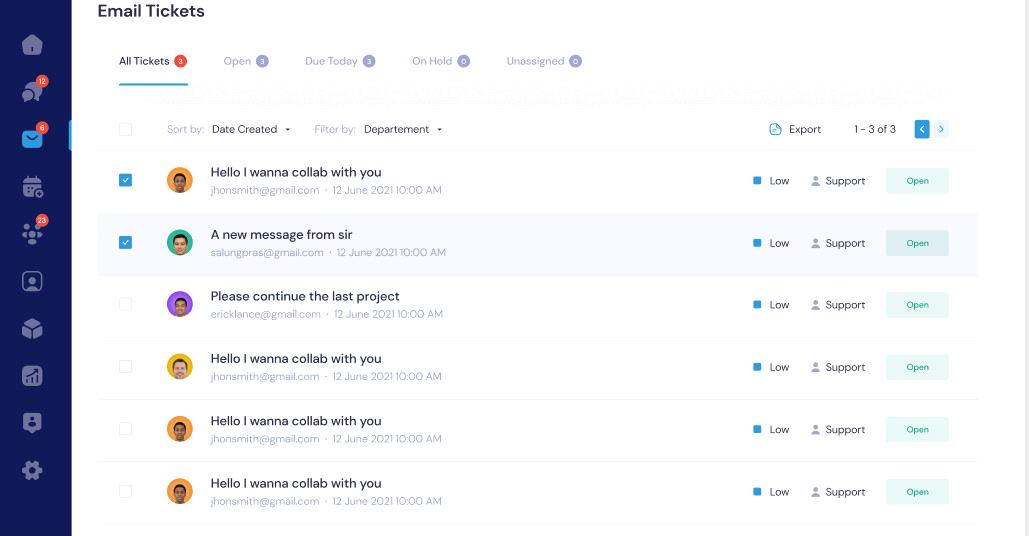 Email Tickets
All Tickets 3 Open 3 Due Today 3 On Hold 0 Unassigned 0
12
6
23
Sort by: Date Created Filter by: Departement Export 1 - 3 of 3
Hello I wanna collab with you
jhonsmith@gmail.com · 12 June 2021 10:00 AM
Low Support Open
A new message from sir
salungpras@gmail.com · 12 June 2021 10:00 AM
Low Support Open
Please continue the last project
ericklance@gmail.com · 12 June 2021 10:00 AM
Low Support Open
Hello I wanna collab with you
jhonsmith@gmail.com · 12 June 2021 10:00 AM
Low Support Open
Hello I wanna collab with you
jhonsmith@gmail.com · 12 June 2021 10:00 AM
Low Support Open
Hello I wanna collab with you
jhonsmith@gmail.com · 12 June 2021 10:00 AM
Low Support Open